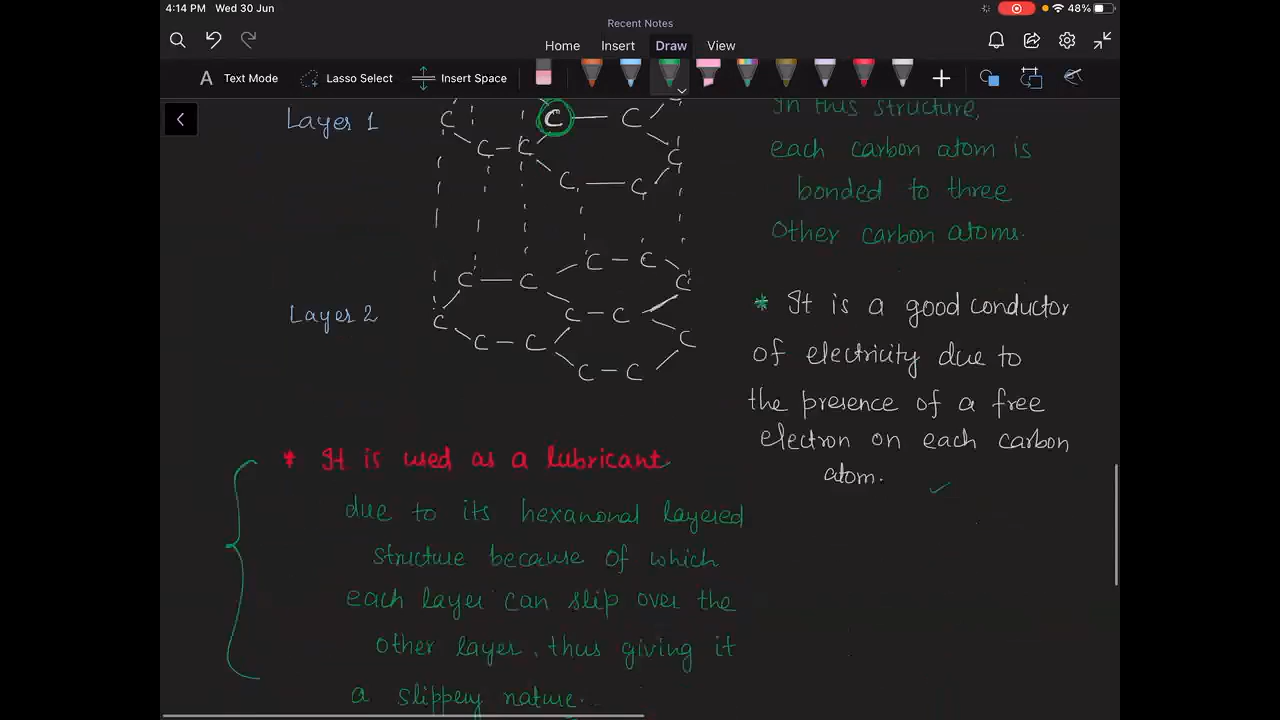 4:14 PM Wed 30 Jun
48%
Recent Notes
Home Insert Draw View
A Text Mode Lasso Select Insert Space
Layer 1
C C — C
C – C C
C — C
Layer 2
C – C
C — C C
C C – C
C – C C
C – C
In this structure,
each carbon atom is
bonded to three
other carbon atoms.
* It is a good conductor
of electricity due to
the presence of a free
electron on each carbon
atom.
* It is used as a lubricant
due to its hexanonal layered
structure because of which
each layer can slip over the
other layer, thus giving it
a slippery nature.